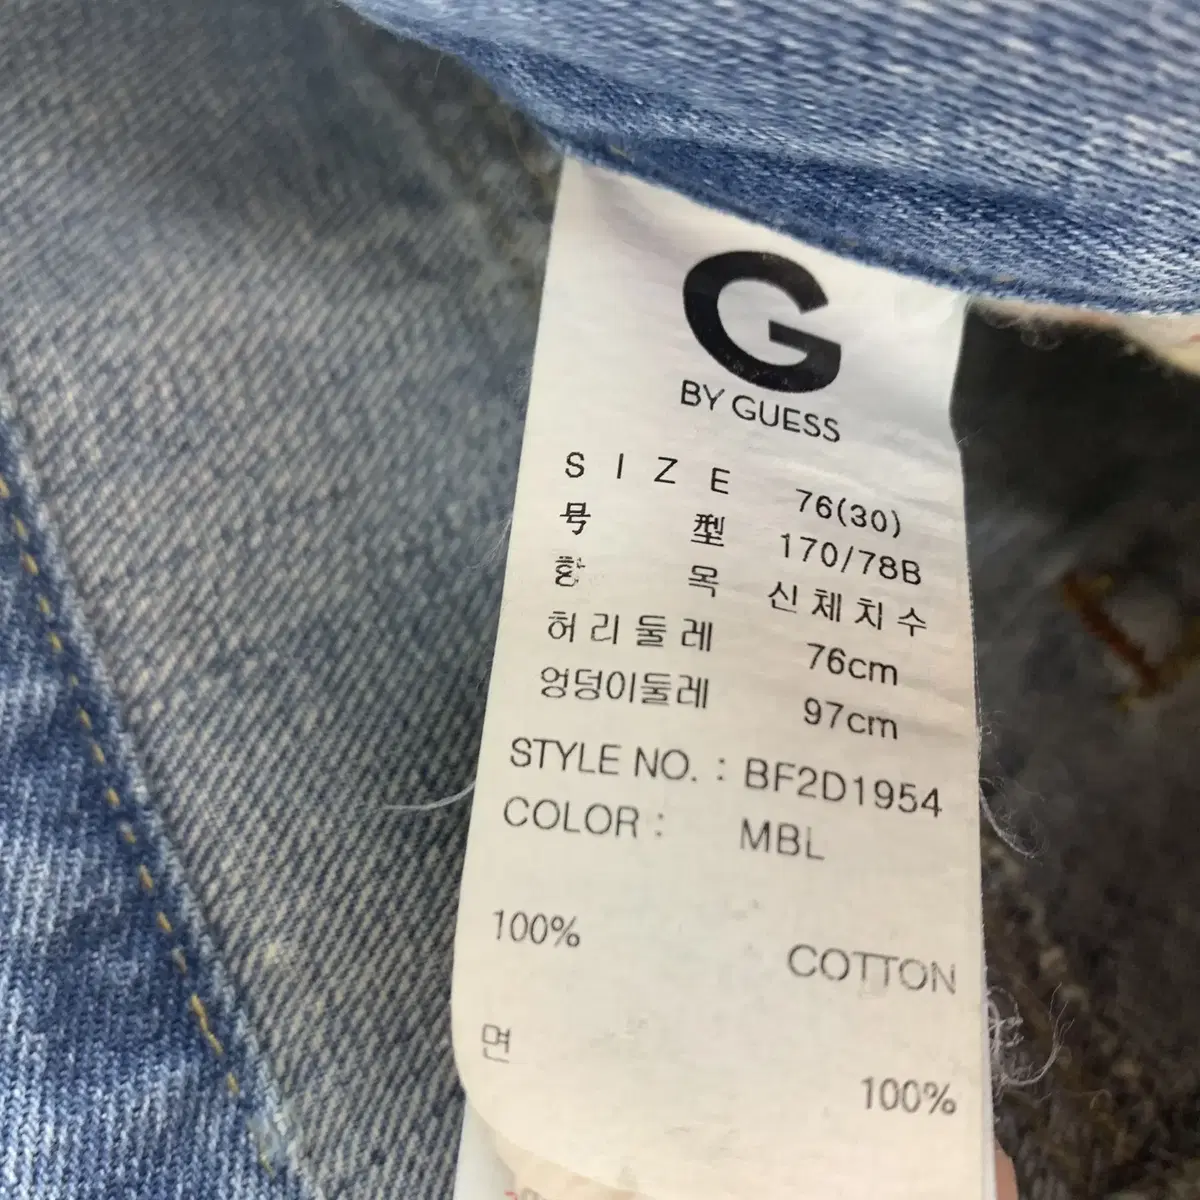 G
BY GUESS
SIZE 76(30)
号 型 170/78B
항 목 신체치수
허리둘레 76cm
엉덩이둘레 97cm
STYLE NO. : BF2D1954
COLOR : MBL
100% COTTON
면 100%